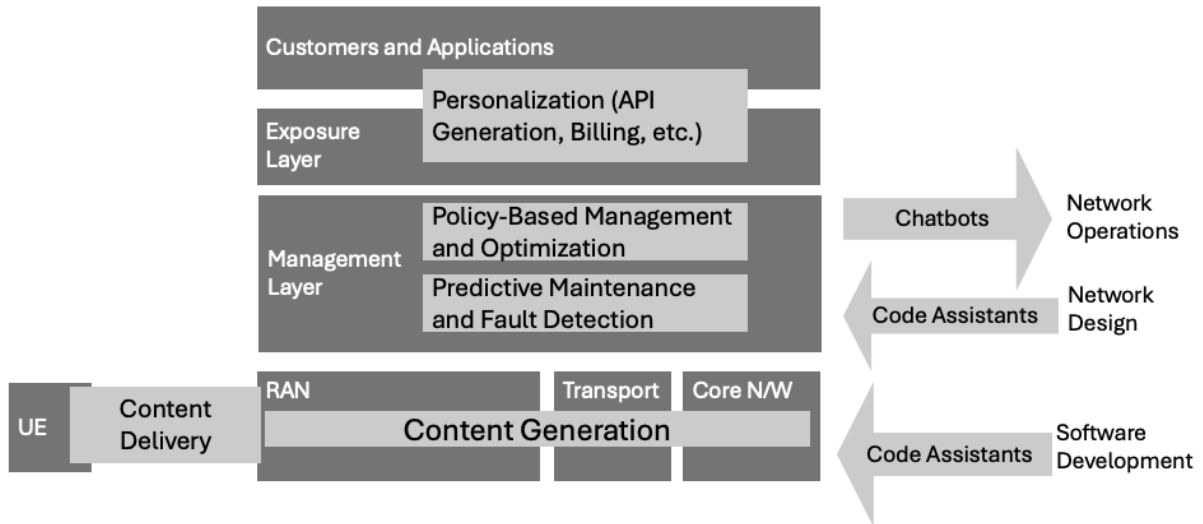 Customers and Applications
Personalization (API
Generation, Billing, etc.)
Exposure
Layer
Policy-Based Management
and Optimization
Management
Layer
Predictive Maintenance
and Fault Detection
Chatbots
Network
Operations
Code Assistants
Network
Design
UE
Content
Delivery
RAN
Transport
Core N/W
Content Generation
Code Assistants
Software
Development